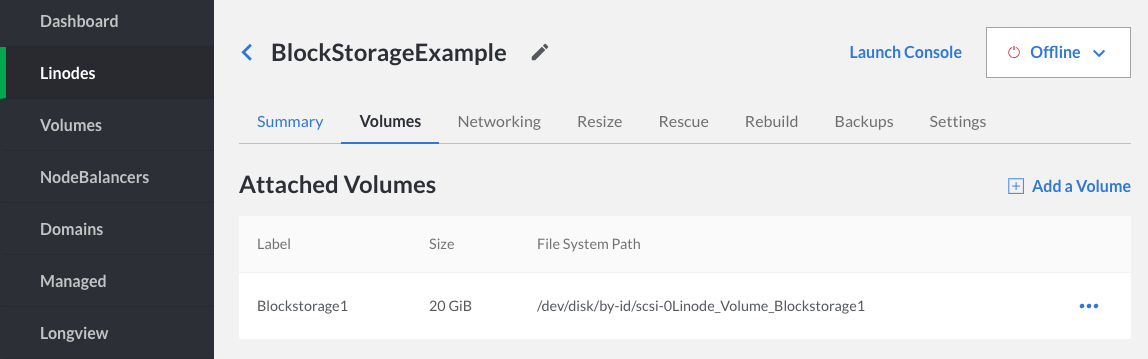 Dashboard
Linodes
Volumes
NodeBalancers
Domains
Managed
Longview
BlockStorageExample
Launch Console
Offline
Summary Volumes Networking Resize Rescue Rebuild Backups Settings
Attached Volumes
Add a Volume
Label Size File System Path
Blockstorage1 20 GiB /dev/disk/by-id/scsi-0Linode_Volume_Blockstorage1